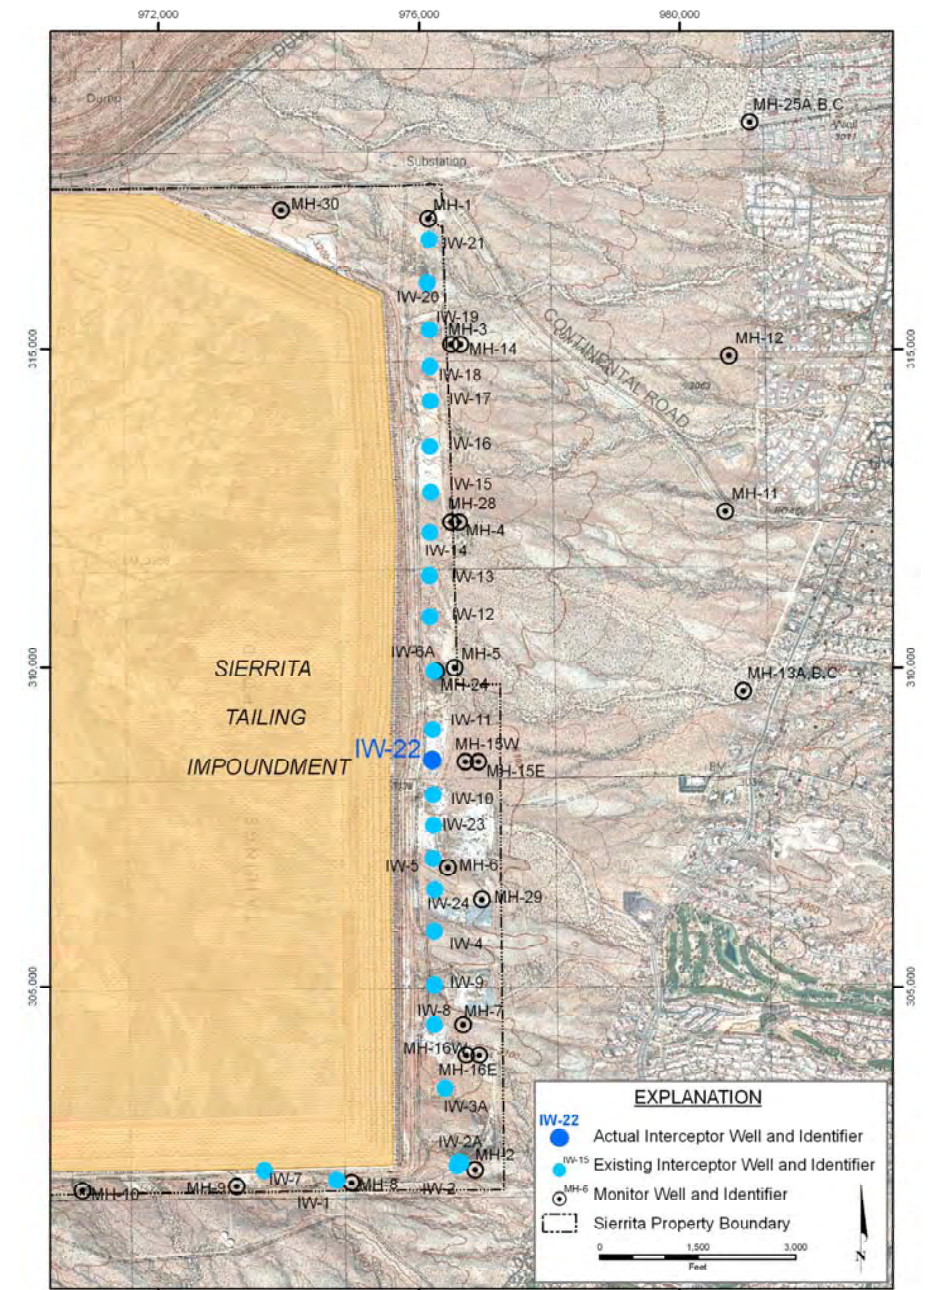 972,000
976,000
980,000
MH-25A,B,C
Well
Dump
Substation
MH-30
MH-1
IW-21
IW-20
IW-19
MH-3
MH-14
MH-12
315,000
315,000
IW-18
CONTINENTAL ROAD
IW-17
IW-16
IW-15
MH-28
MH-11
ROAD
MH-4
IW-14
IW-13
IW-12
IW-6A
MH-5
310,000
310,000
SIERRITA
MH-24
MH-13A,B,C
TAILING
IW-11
IW-22
MH-15W
IMPOUNDMENT
MH-15E
BM
IW-10
IW-23
IW-5
MH-6
IW-24
MH-29
IW-4
305,000
305,000
IW-9
IW-8
MH-7
MH-16W
MH-16E
IW-3A
IW-2A
MH-2
IW-7
IW-2
MH-10
MH-9
MH-8
IW-1
EXPLANATION
IW-22
Actual Interceptor Well and Identifier
IW-15
Existing Interceptor Well and Identifier
MH-6
Monitor Well and Identifier
Sierrita Property Boundary
0 1,500 3,000
Feet
N